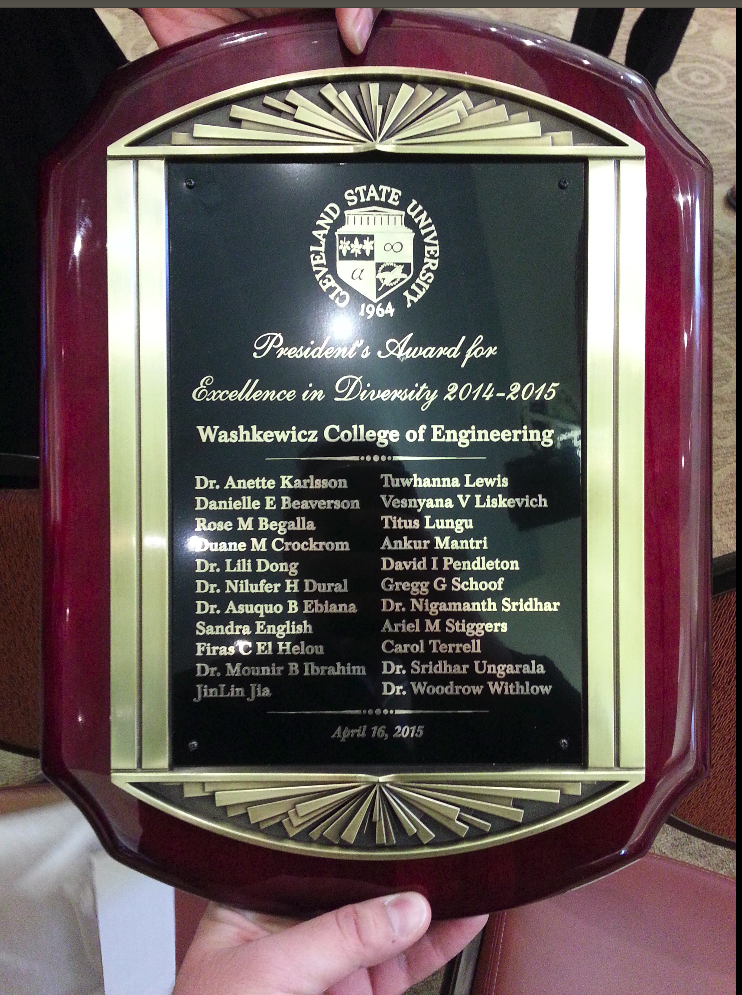 CLEVELAND STATE UNIVERSITY
α
∞
1964
President's Award for
Excellence in Diversity 2014-2015
Washkewicz College of Engineering
Dr. Anette Karlsson
Danielle E Beaverson
Rose M Begalla
Duane M Crockrom
Dr. Lili Dong
Dr. Nilufer H Dural
Dr. Asuquo B Ebiana
Sandra English
Firas C El Helou
Dr. Mounir B Ibrahim
JinLin Jia
Tuwhanna Lewis
Vesnyana V Liskevich
Titus Lungu
Ankur Mantri
David I Pendleton
Gregg G Schoof
Dr. Nigamanth Sridhar
Ariel M Stiggers
Carol Terrell
Dr. Sridhar Ungarala
Dr. Woodrow Withlow
April 16, 2015